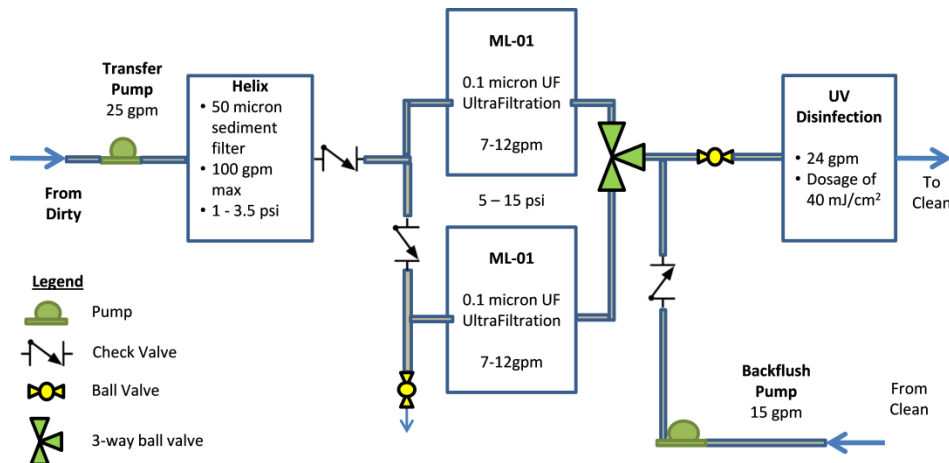 Transfer
Pump
25 gpm
From
Dirty
Helix
• 50 micron
sediment
filter
• 100 gpm
max
• 1 - 3.5 psi
ML-01
0.1 micron UF
UltraFiltration
7-12gpm
5 – 15 psi
ML-01
0.1 micron UF
UltraFiltration
7-12gpm
UV
Disinfection
• 24 gpm
• Dosage of
40 mJ/cm²
To
Clean
Backflush
Pump
15 gpm
From
Clean
Legend
Pump
Check Valve
Ball Valve
3-way ball valve